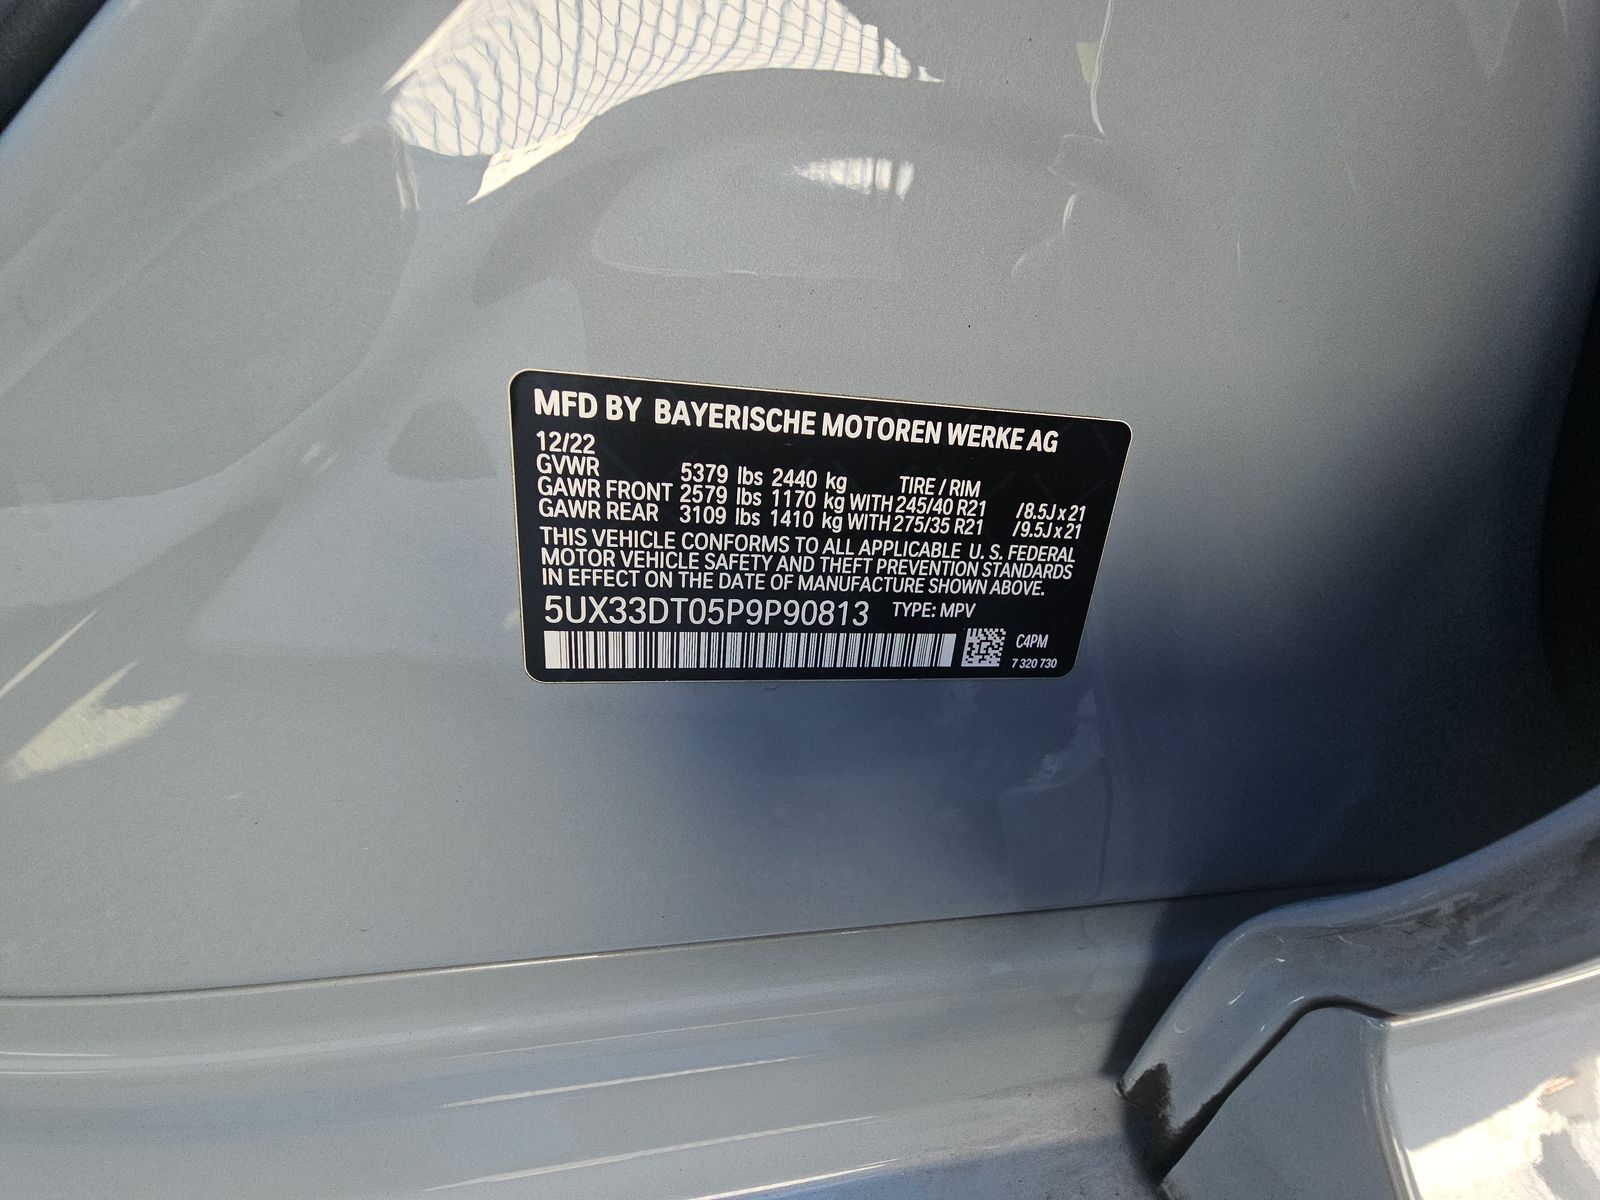 MFD BY BAYERISCHE MOTOREN WERKE AG
12/22
GVWR 5379 lbs 2440 kg TIRE / RIM
GAWR FRONT 2579 lbs 1170 kg WITH 245/40 R21 /8.5J x 21
GAWR REAR 3109 lbs 1410 kg WITH 275/35 R21 /9.5J x 21
THIS VEHICLE CONFORMS TO ALL APPLICABLE U. S. FEDERAL
MOTOR VEHICLE SAFETY AND THEFT PREVENTION STANDARDS
IN EFFECT ON THE DATE OF MANUFACTURE SHOWN ABOVE.
5UX33DT05P9P90813 TYPE: MPV
C4PM
7 320 730